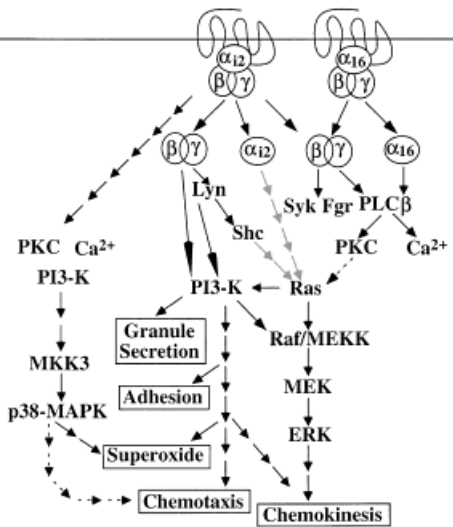 αi2 α16
β γ β γ
β γ αi2 β γ α16
Lyn
Syk Fgr PLCβ
Shc
PKC Ca2+ PKC Ca2+
PI3-K
PI3-K Ras
Granule
Secretion
Raf/MEKK
MKK3
MEK
Adhesion
p38-MAPK
ERK
Superoxide
Chemotaxis
Chemokinesis